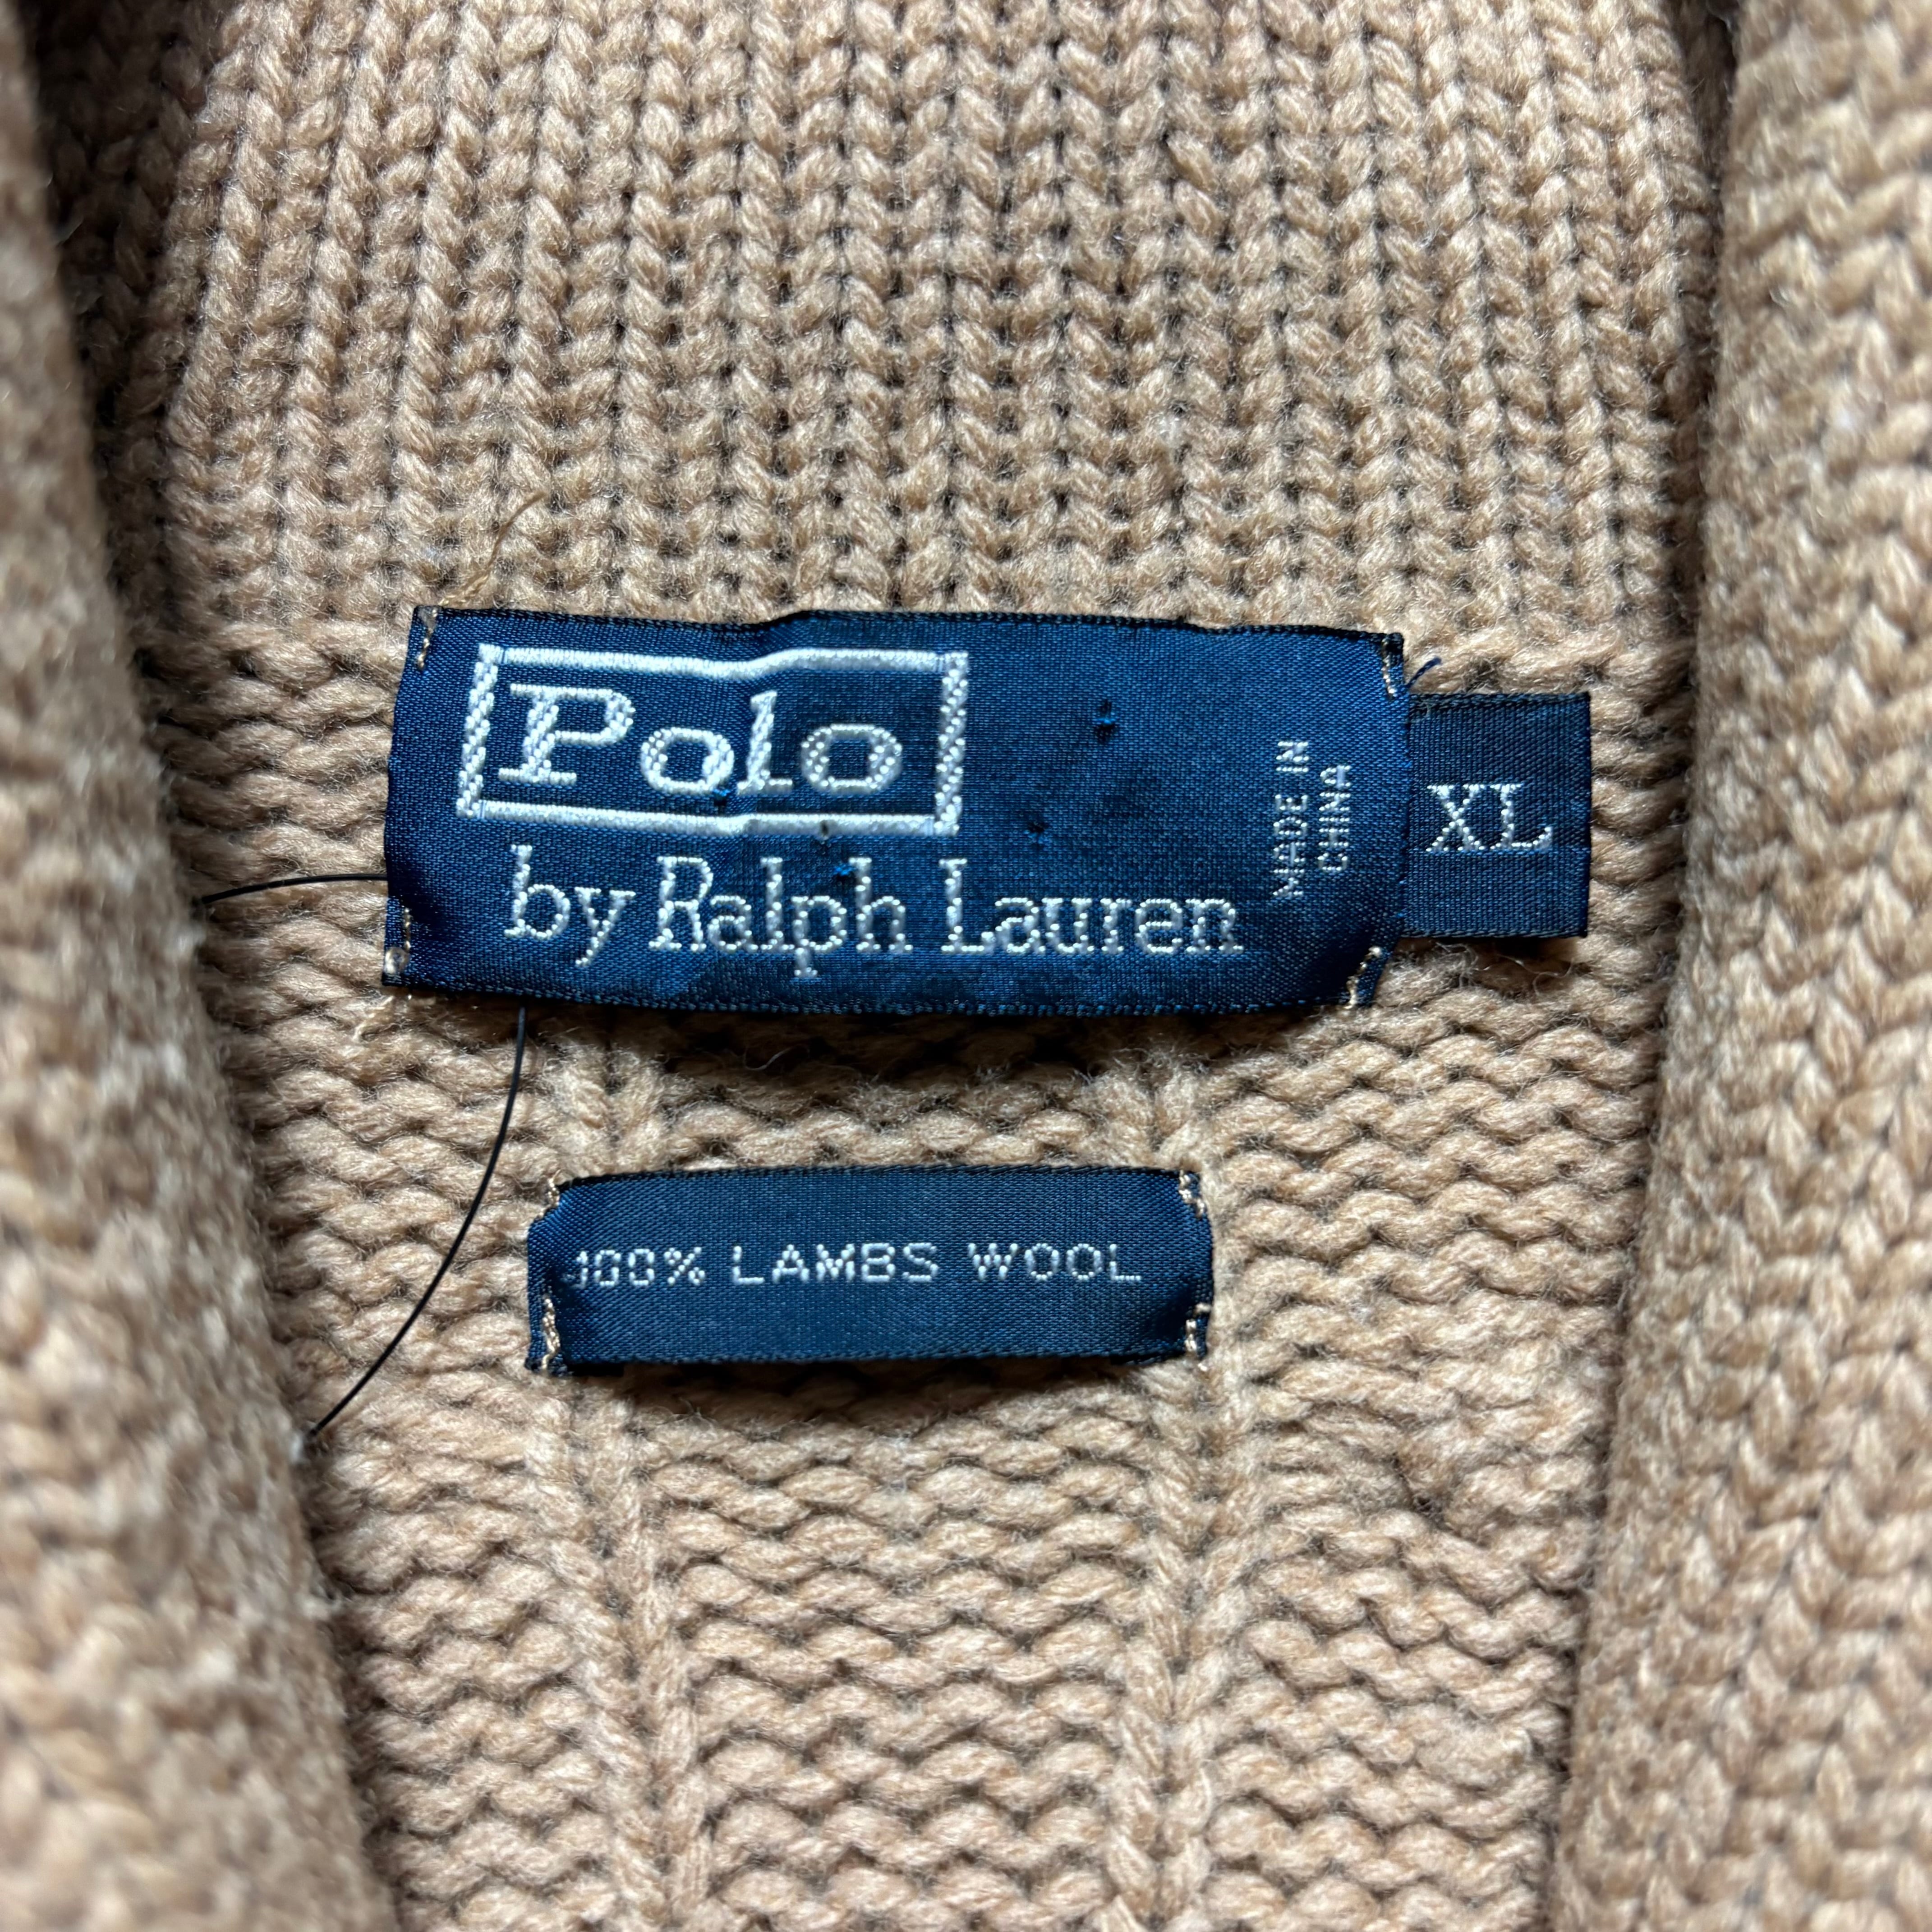 Polo
by Ralph Lauren
MADE IN
CHINA
XL
100% LAMBS WOOL